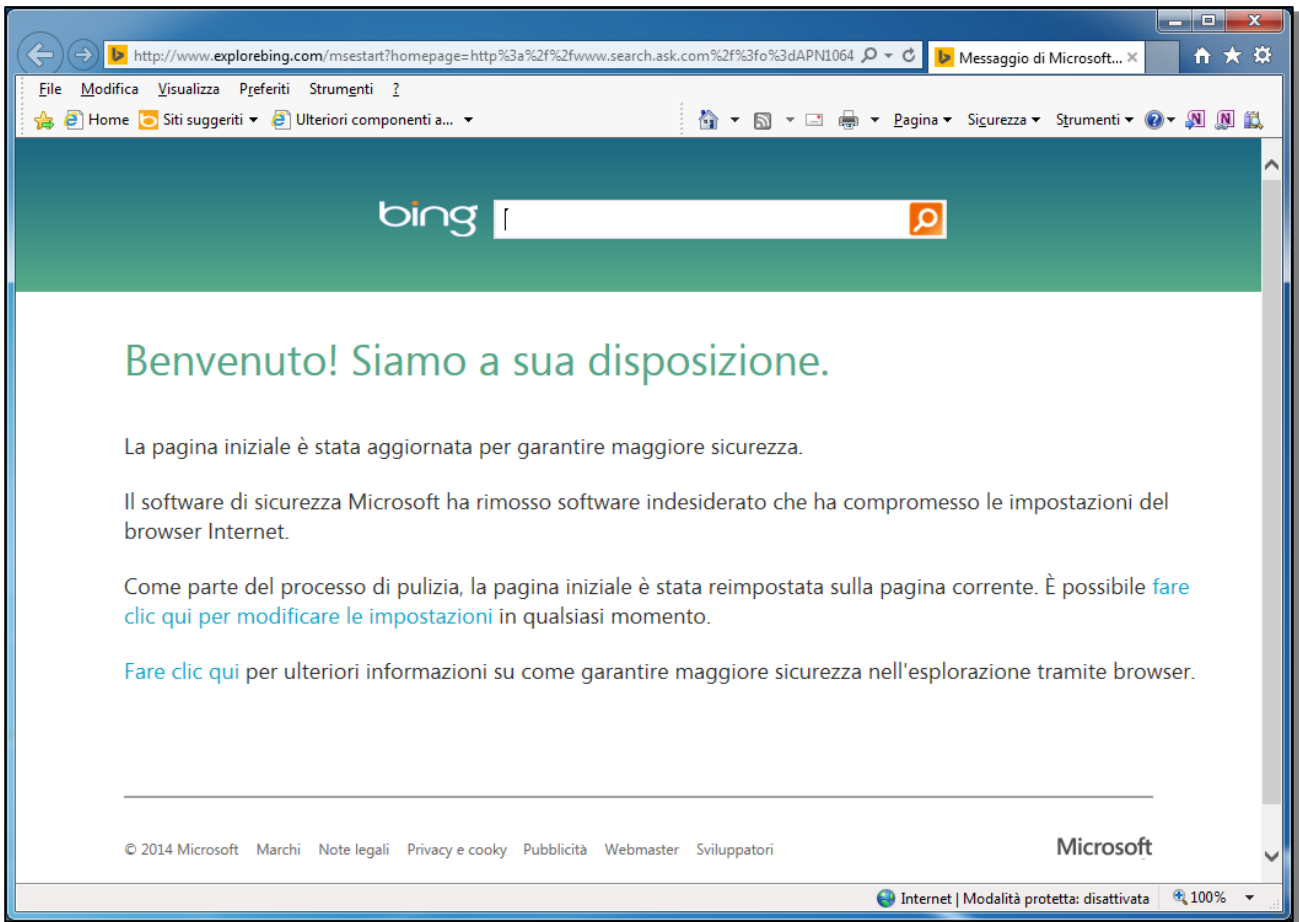 http://www.explorebing.com/msestart?homepage=http%3a%2f%2fwww.search.ask.com%2f%3fo%3dAPN1064
Messaggio di Microsoft...
File Modifica Visualizza Preferiti Strumenti ?
Home Siti suggeriti Ulteriori componenti a... Pagina Sicurezza Strumenti
bing
Benvenuto! Siamo a sua disposizione.
La pagina iniziale è stata aggiornata per garantire maggiore sicurezza.
Il software di sicurezza Microsoft ha rimosso software indesiderato che ha compromesso le impostazioni del
browser Internet.
Come parte del processo di pulizia, la pagina iniziale è stata reimpostata sulla pagina corrente. È possibile fare
clic qui per modificare le impostazioni in qualsiasi momento.
Fare clic qui per ulteriori informazioni su come garantire maggiore sicurezza nell'esplorazione tramite browser.
© 2014 Microsoft Marchi Note legali Privacy e cooky Pubblicità Webmaster Sviluppatori Microsoft
Internet | Modalità protetta: disattivata 100%